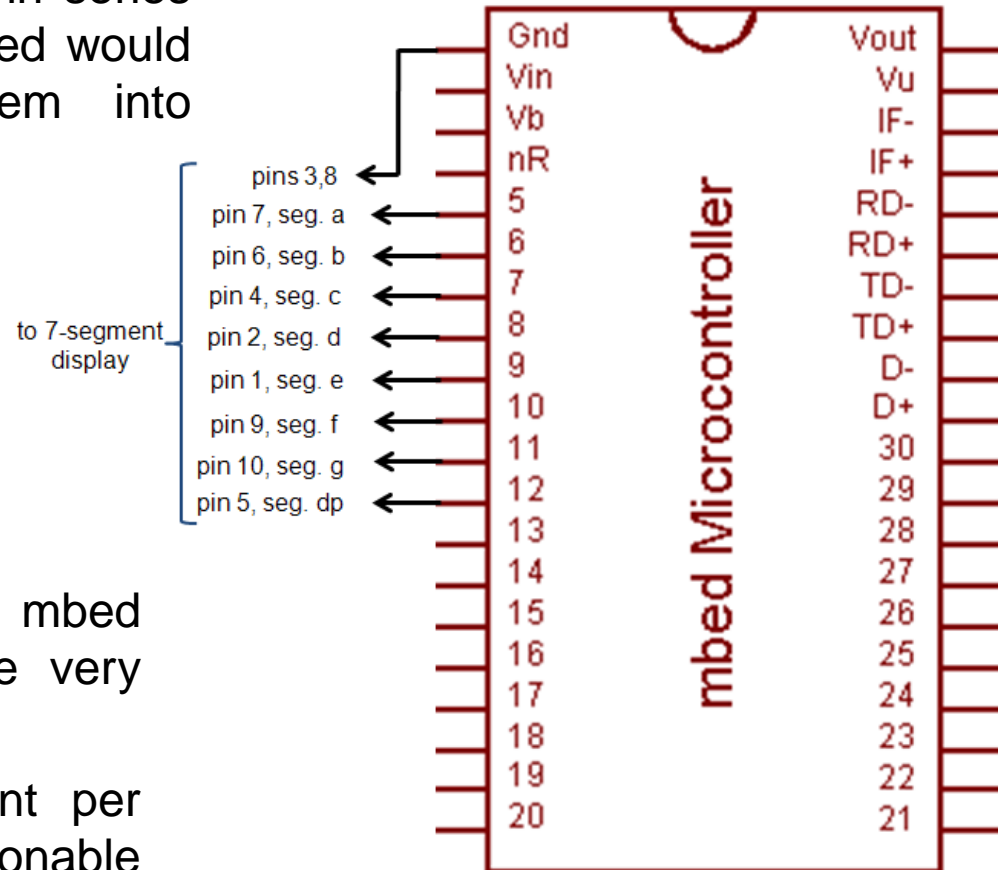 in series
ed would
em into
pins 3,8
pin 7, seg. a
pin 6, seg. b
pin 4, seg. c
to 7-segment
display
pin 2, seg. d
pin 1, seg. e
pin 9, seg. f
pin 10, seg. g
pin 5, seg. dp
mbed
e very
nt per
onable
Gnd
Vin
Vb
nR
5
6
7
8
9
10
11
12
13
14
15
16
17
18
19
20
mbed Microcontroller
Vout
Vu
IF-
IF+
RD-
RD+
TD-
TD+
D-
D+
30
29
28
27
26
25
24
23
22
21